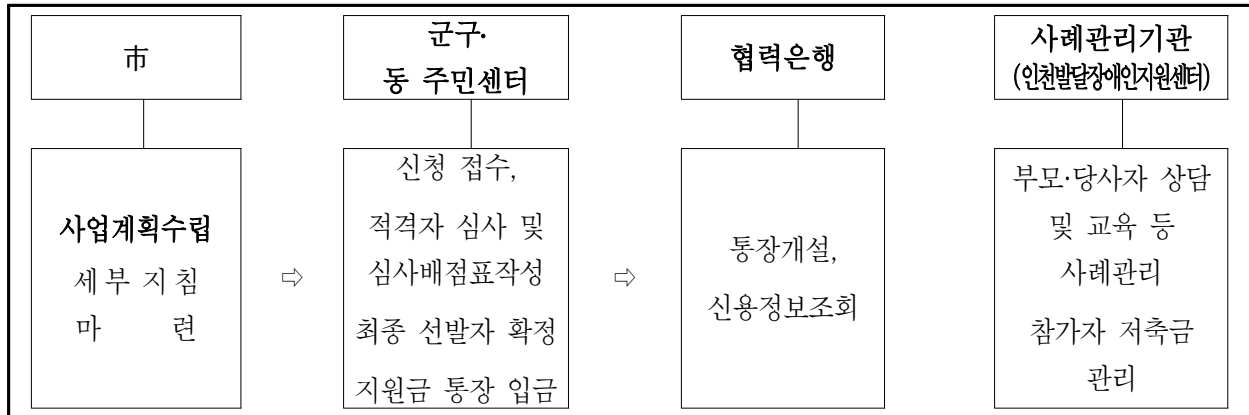 市
군구·
동 주민센터
협력은행
사례관리기관
(인천발달장애인지원센터)
사업계획수립
세부 지침
마 련
⇨
신청 접수,
적격자 심사 및
심사배점표작성
최종 선발자 확정
지원금 통장 입금
⇨
통장개설,
신용정보조회
부모·당사자 상담
및 교육 등
사례관리
참가자 저축금
관리